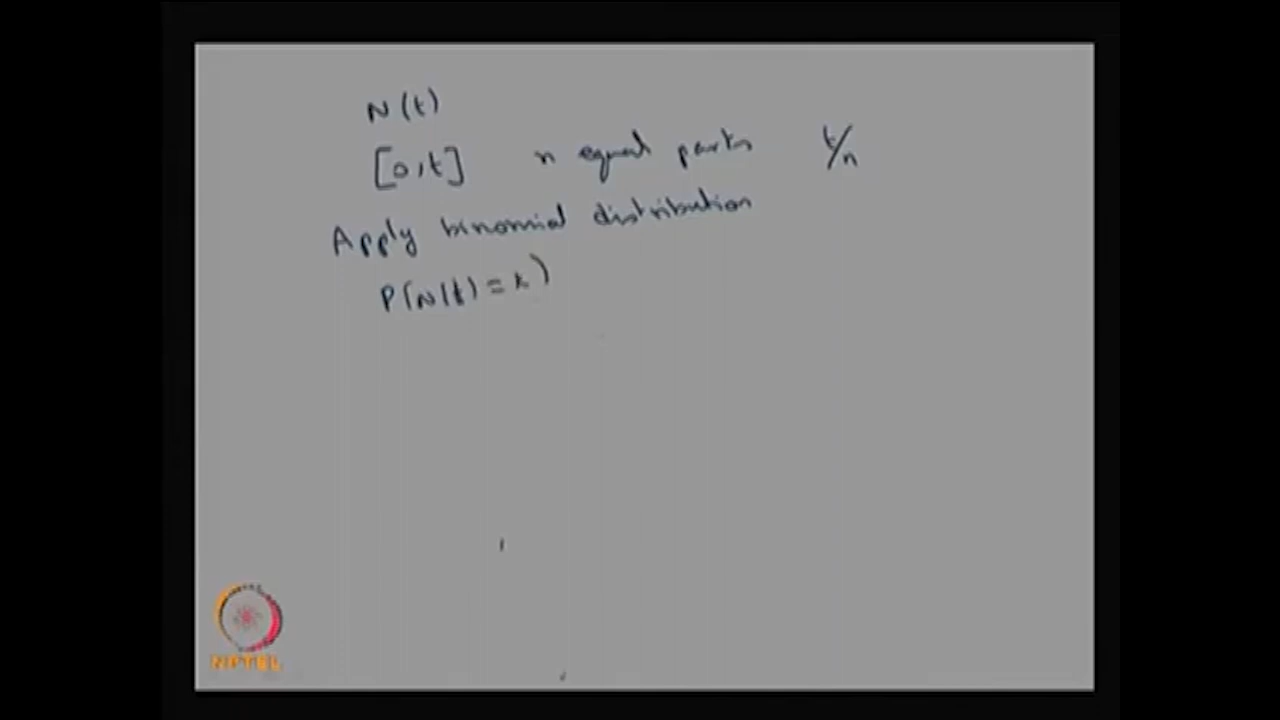 N(t)
[0,t] n equal parts t/n
Apply binomial distribution
P(N(t) = k)
NPTEL